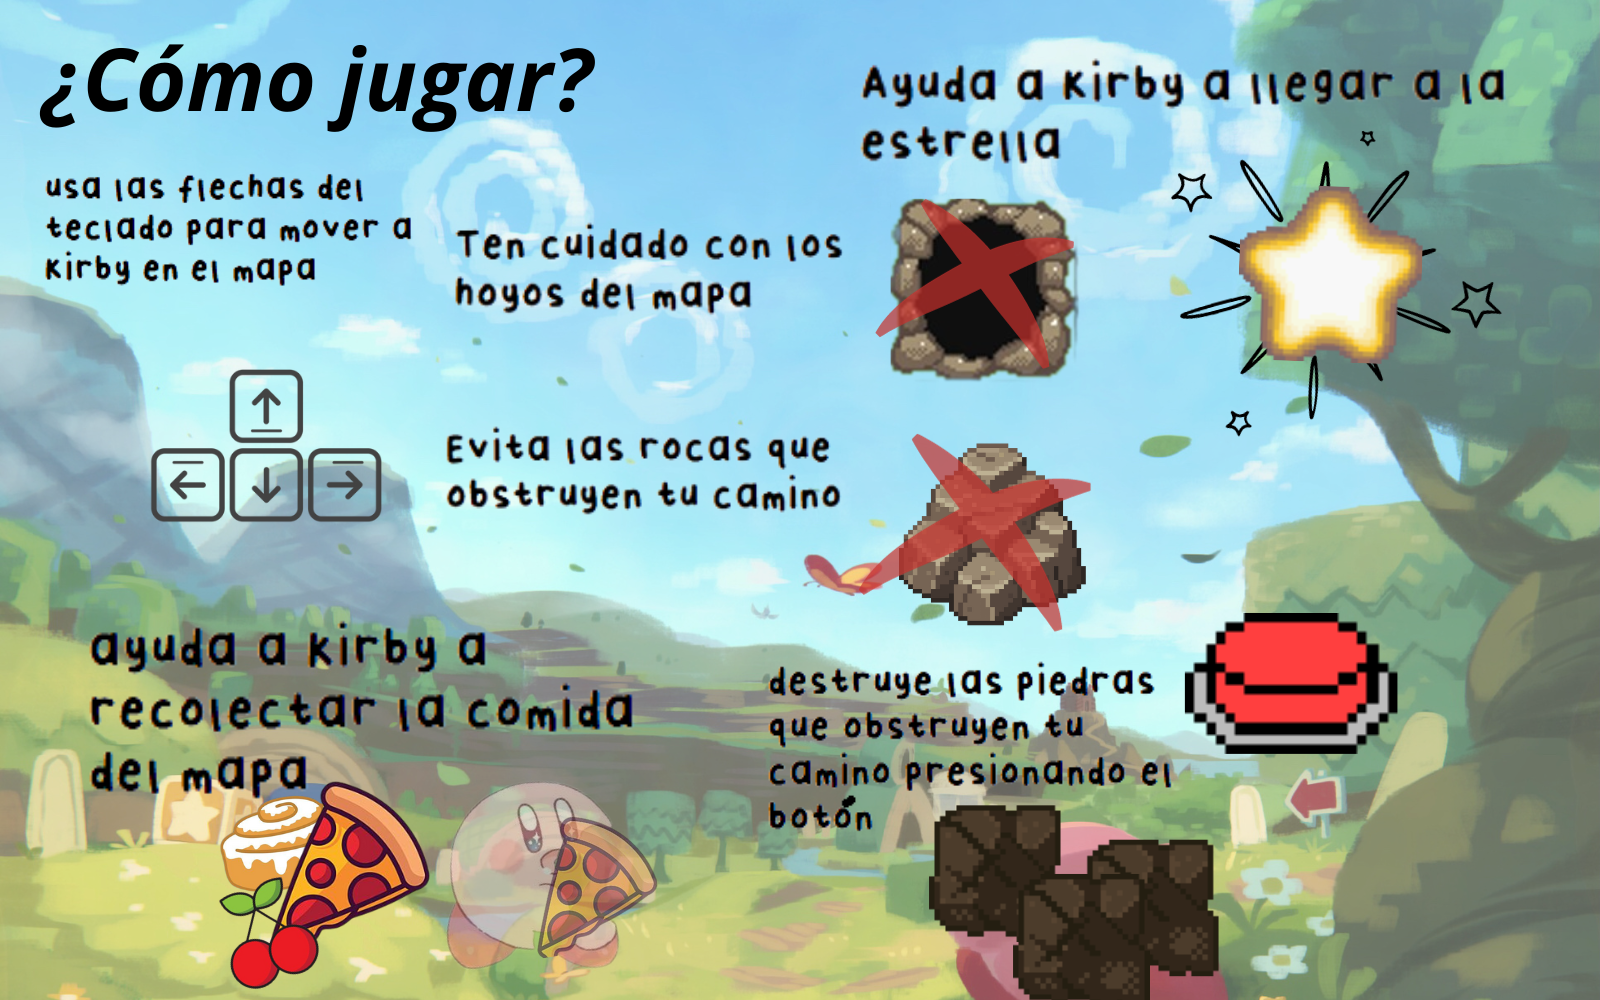 ¿Cómo jugar?
usa las flechas del
teclado para mover a
Kirby en el mapa
Ten cuidado con los
hoyos del mapa
Ayuda a Kirby a llegar a la
estrella
Evita las rocas que
obstruyen tu camino
ayuda a Kirby a
recolectar la comida
del mapa
destruye las piedras
que obstruyen tu
camino presionando el
botón